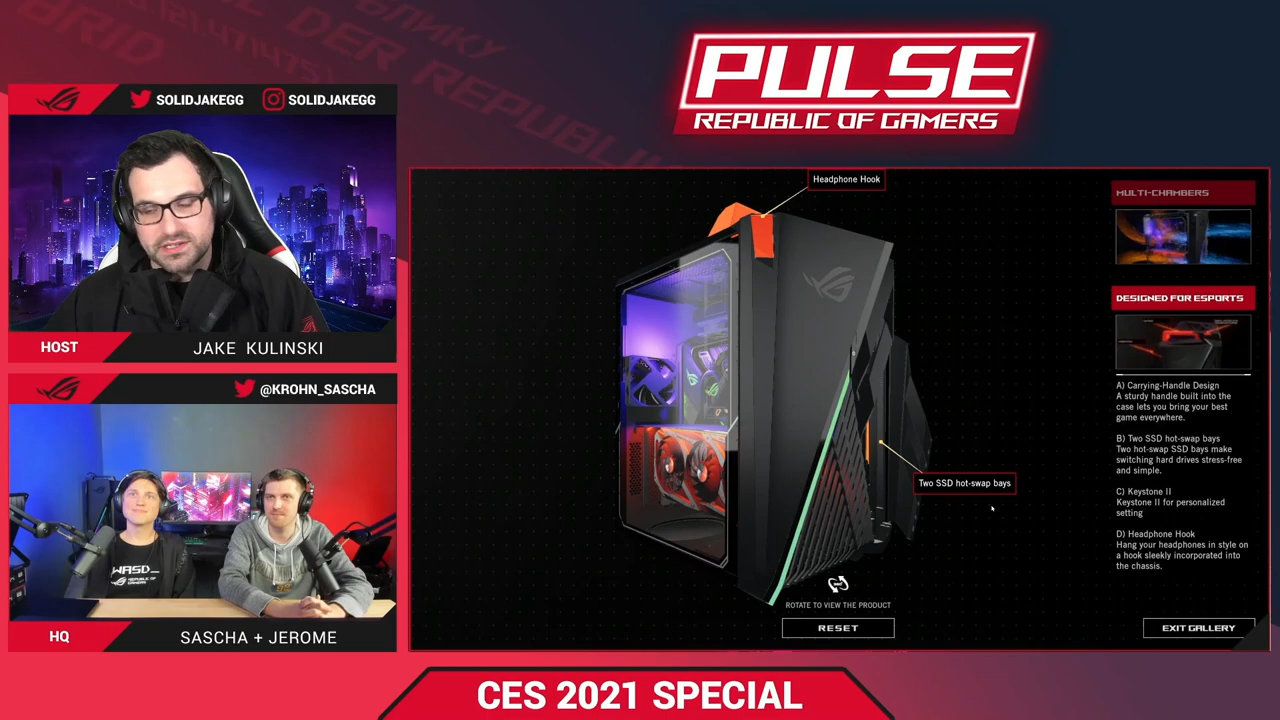 PULSE
REPUBLIC OF GAMERS
SOLIDJAKEGG
SOLIDJAKEGG
HOST
JAKE KULINSKI
@KROHN_SASCHA
WASD_
REPUBLIC OF
GAMERS
HQ
SASCHA + JEROME
Headphone Hook
Two SSD hot-swap bays
ROTATE TO VIEW THE PRODUCT
RESET
MULTI-CHAMBERS
DESIGNED FOR ESPORTS
A) Carrying-Handle Design
A sturdy handle built into the
case lets you bring your best
game everywhere.
B) Two SSD hot-swap bays
Two hot-swap SSD bays make
switching hard drives stress-free
and simple.
C) Keystone II
Keystone II for personalized
setting
D) Headphone Hook
Hang your headphones in style on
a hook sleekly incorporated into
the chassis.
EXIT GALLERY
CES 2021 SPECIAL